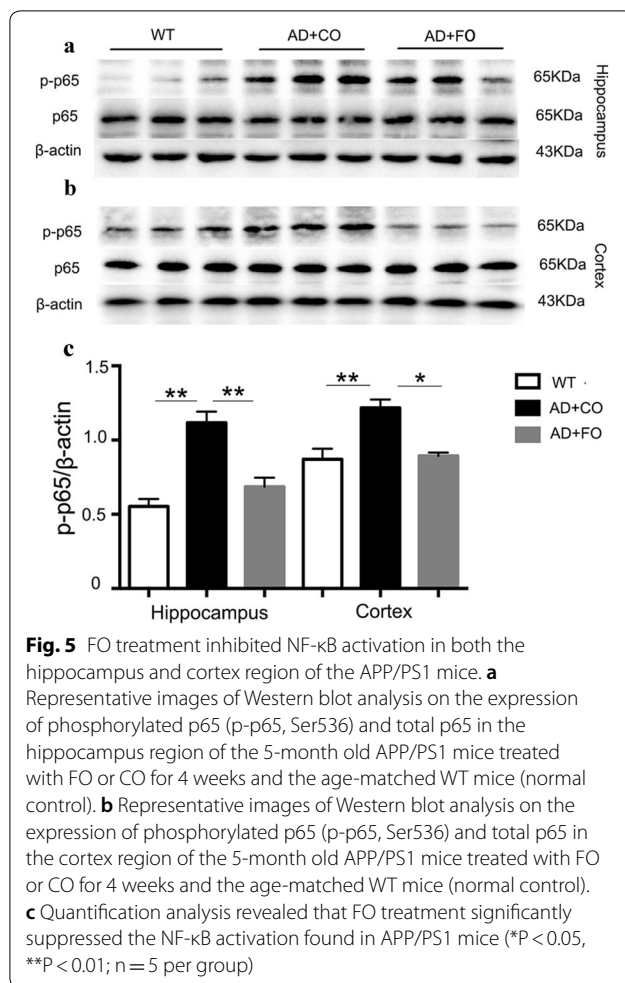 a
WT AD+CO AD+FO
p-p65 65KDa
p65 65KDa
β-actin 43KDa
Hippocampus
b
p-p65 65KDa
p65 65KDa
β-actin 43KDa
Cortex
c
p-p65/β-actin
1.5
1.0
0.5
0
** ** ** *
Hippocampus Cortex
WT
AD+CO
AD+FO
Fig. 5 FO treatment inhibited NF-κB activation in both the
hippocampus and cortex region of the APP/PS1 mice. a
Representative images of Western blot analysis on the expression
of phosphorylated p65 (p-p65, Ser536) and total p65 in the
hippocampus region of the 5-month old APP/PS1 mice treated
with FO or CO for 4 weeks and the age-matched WT mice (normal
control). b Representative images of Western blot analysis on the
expression of phosphorylated p65 (p-p65, Ser536) and total p65 in
the cortex region of the 5-month old APP/PS1 mice treated with FO
or CO for 4 weeks and the age-matched WT mice (normal control).
c Quantification analysis revealed that FO treatment significantly
suppressed the NF-κB activation found in APP/PS1 mice (*P < 0.05,
**P < 0.01; n = 5 per group)